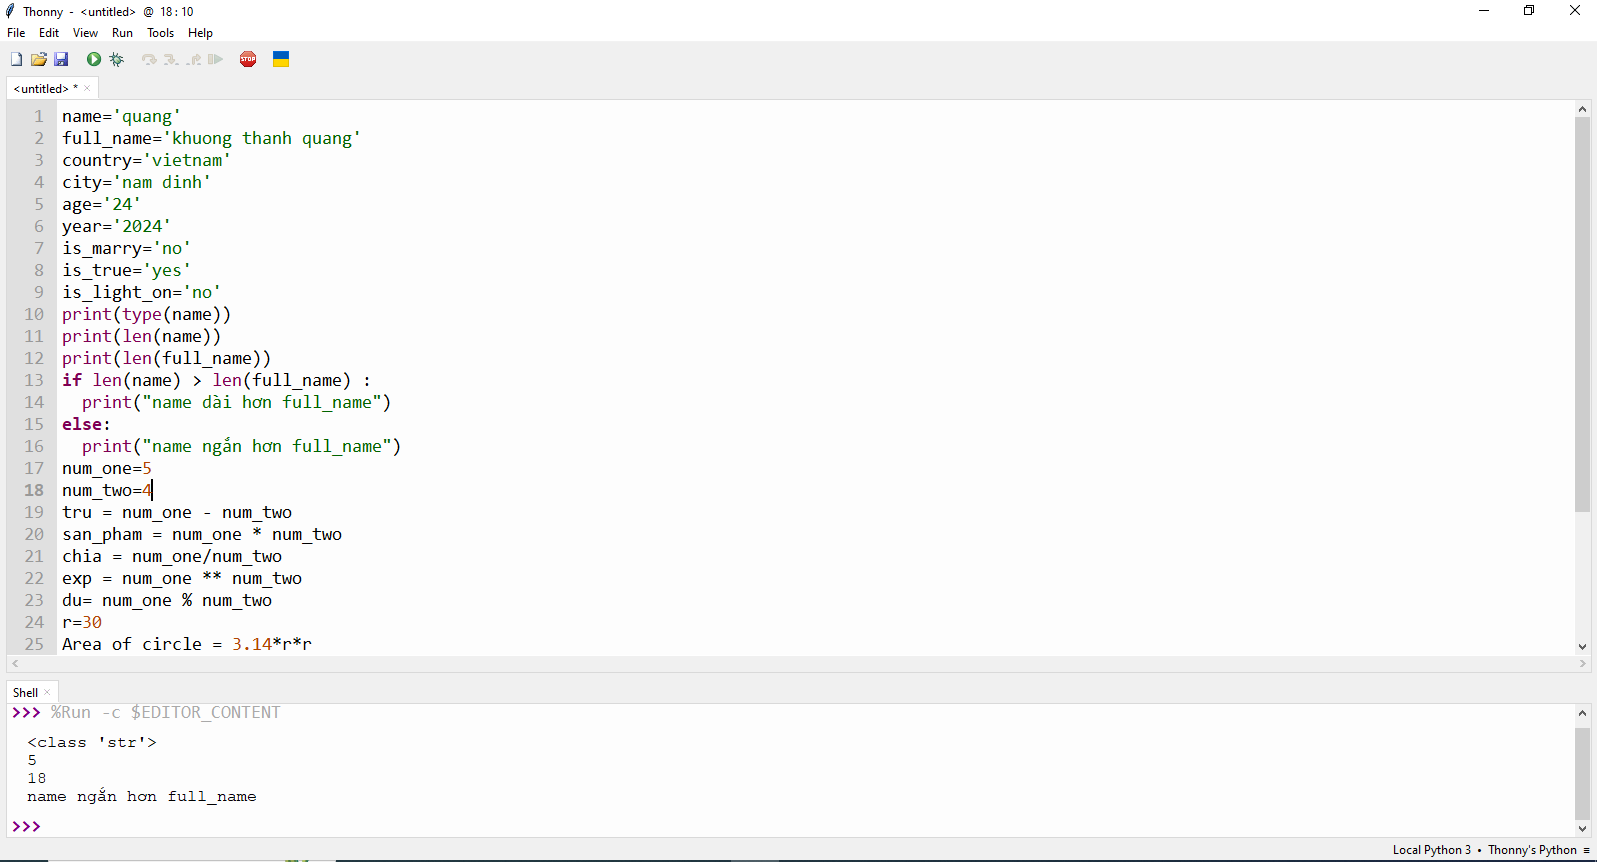 Thonny - <untitled> @ 18:10
File Edit View Run Tools Help
STOP
<untitled> * ×
1 name='quang'
2 full_name='khuong thanh quang'
3 country='vietnam'
4 city='nam dinh'
5 age='24'
6 year='2024'
7 is_marry='no'
8 is_true='yes'
9 is_light_on='no'
10 print(type(name))
11 print(len(name))
12 print(len(full_name))
13 if len(name) > len(full_name) :
14   print("name dài hơn full_name")
15 else:
16   print("name ngắn hơn full_name")
17 num_one=5
18 num_two=4
19 tru = num_one - num_two
20 san_pham = num_one * num_two
21 chia = num_one/num_two
22 exp = num_one ** num_two
23 du= num_one % num_two
24 r=30
25 Area of circle = 3.14*r*r
Shell ×
>>> %Run -c $EDITOR_CONTENT
<class 'str'>
5
18
name ngắn hơn full_name
>>>
Local Python 3 • Thonny's Python ≡